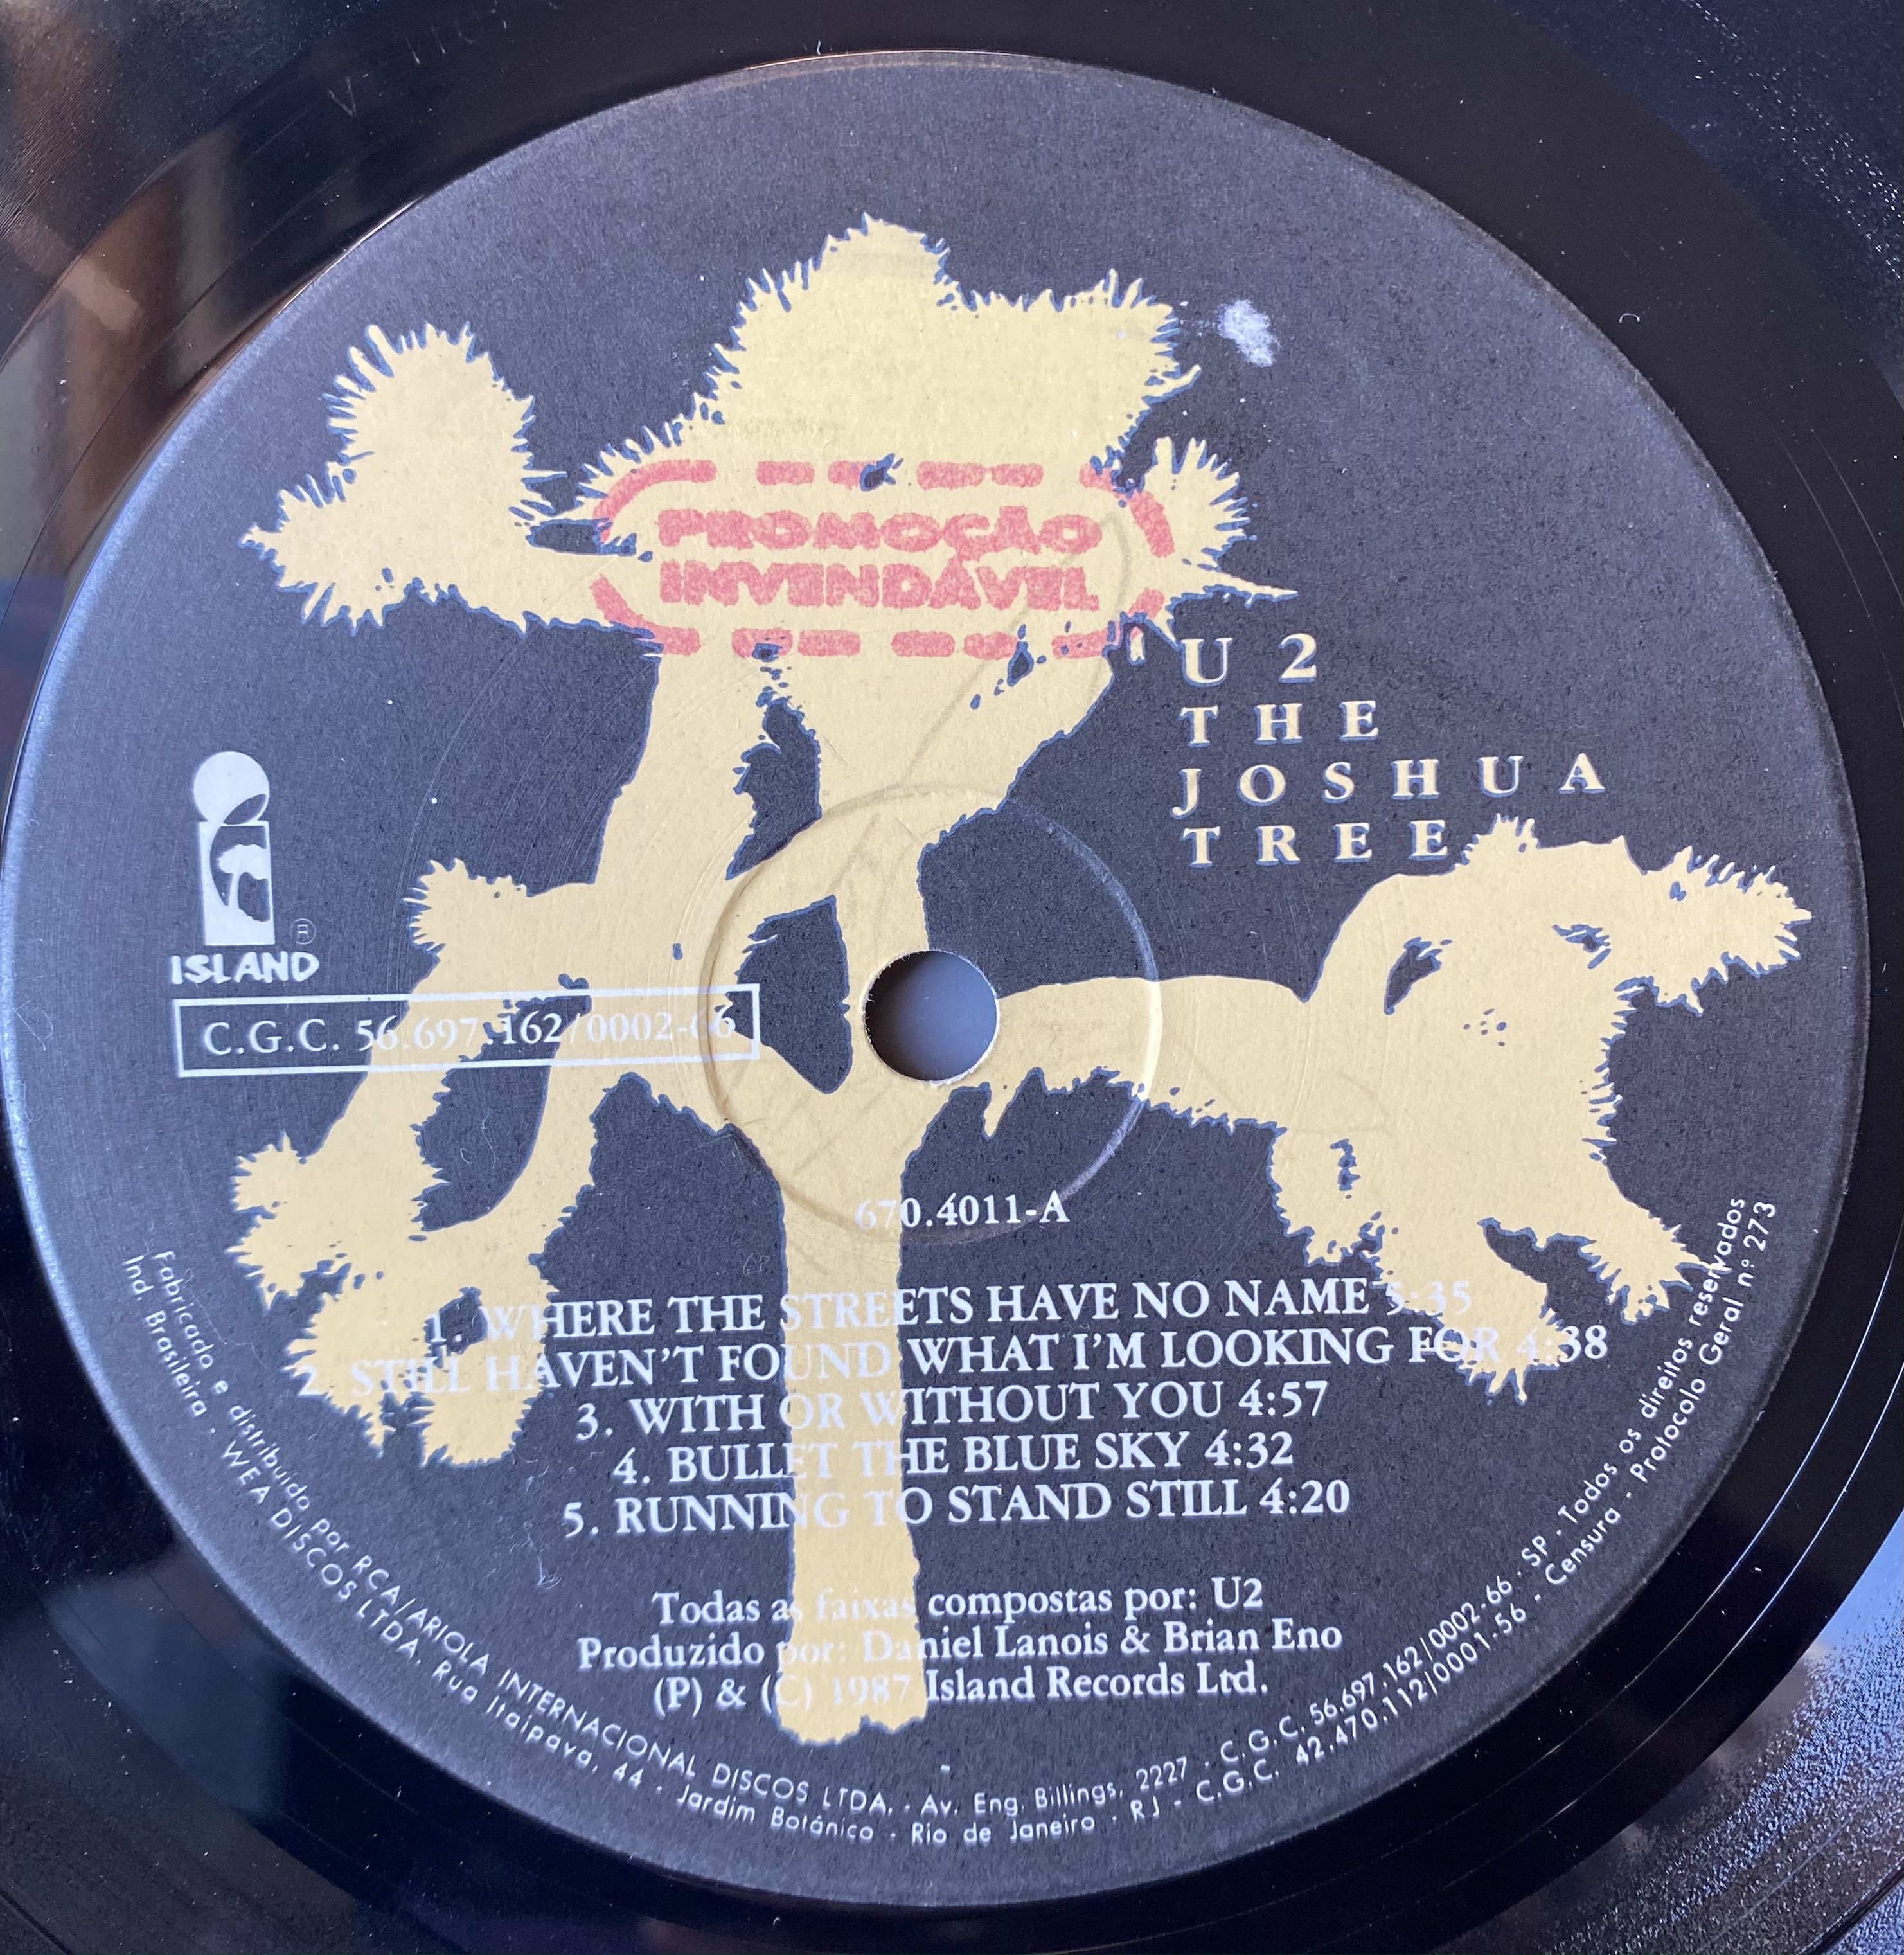 PROMOÇÃO
INVENDÁVEL
U 2
THE
JOSHUA
TREE
®
ISLAND
C.G.C. 56.697.162/0002-66
670.4011-A
1. WHERE THE STREETS HAVE NO NAME 5:35
2. STILL HAVEN'T FOUND WHAT I'M LOOKING FOR 4:38
3. WITH OR WITHOUT YOU 4:57
4. BULLET THE BLUE SKY 4:32
5. RUNNING TO STAND STILL 4:20
Todas as faixas compostas por: U2
Produzido por: Daniel Lanois & Brian Eno
(P) & (C) 1987 Island Records Ltd.
Fabricado e distribuido por RCA/ARIOLA INTERNACIONAL DISCOS LTDA. - Av. Eng. Billings, 2227 - C.G.C. 56.697.162/0002-66 - SP - Todos os direitos reservados
Ind. Brasileira - WEA DISCOS LTDA. Rua Itaipava, 44 - Jardim Botânico - Rio de Janeiro - RJ - C.G.C. 42.470.112/0001-56 - Censura - Protocolo Geral nº 273